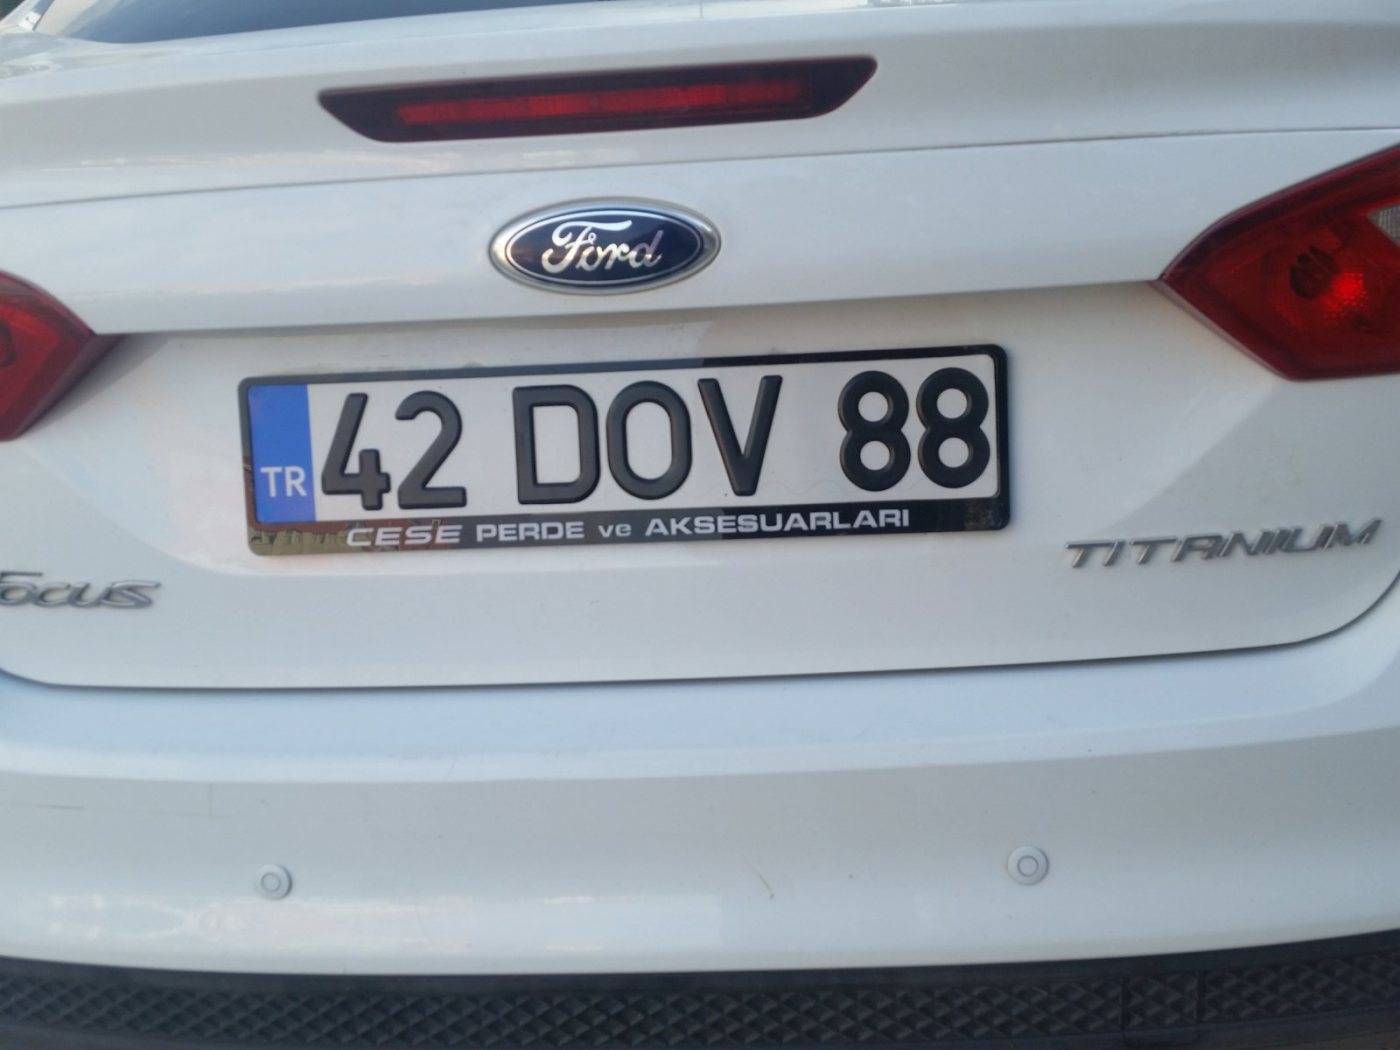 Ford
TR 42 DOV 88
CESE PERDE ve AKSESUARLARI
Focus
TITANIUM